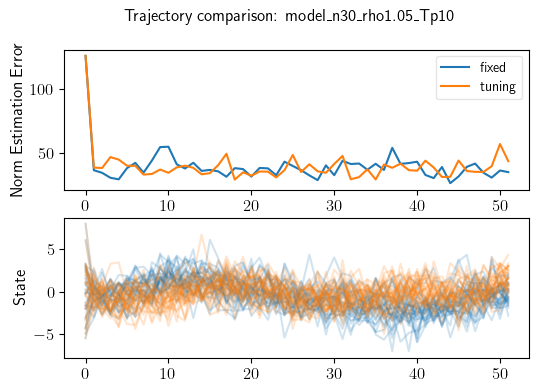 Trajectory comparison: model_n30_rho1.05_Tp10
Norm Estimation Error
100
50
fixed
tuning
0 10 20 30 40 50
State
5
0
−5
0 10 20 30 40 50